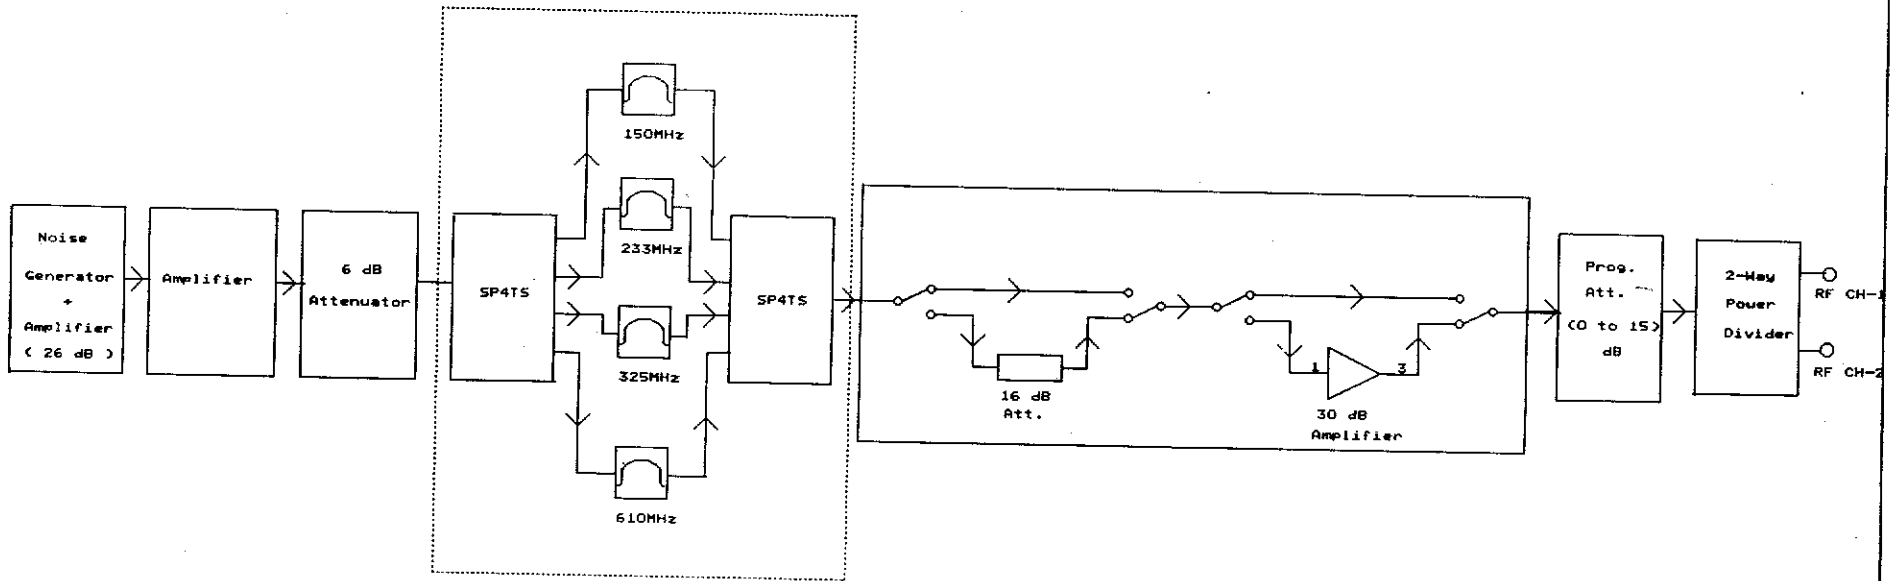 Noise
Generator
+
Amplifier
( 26 dB )
Amplifier
6 dB
Attenuator
SP4TS
150MHz
233MHz
325MHz
610MHz
SP4TS
16 dB
Att.
1
3
30 dB
Amplifier
Prog.
Att.
(0 to 15)
dB
2-Way
Power
Divider
RF CH-1
RF CH-2